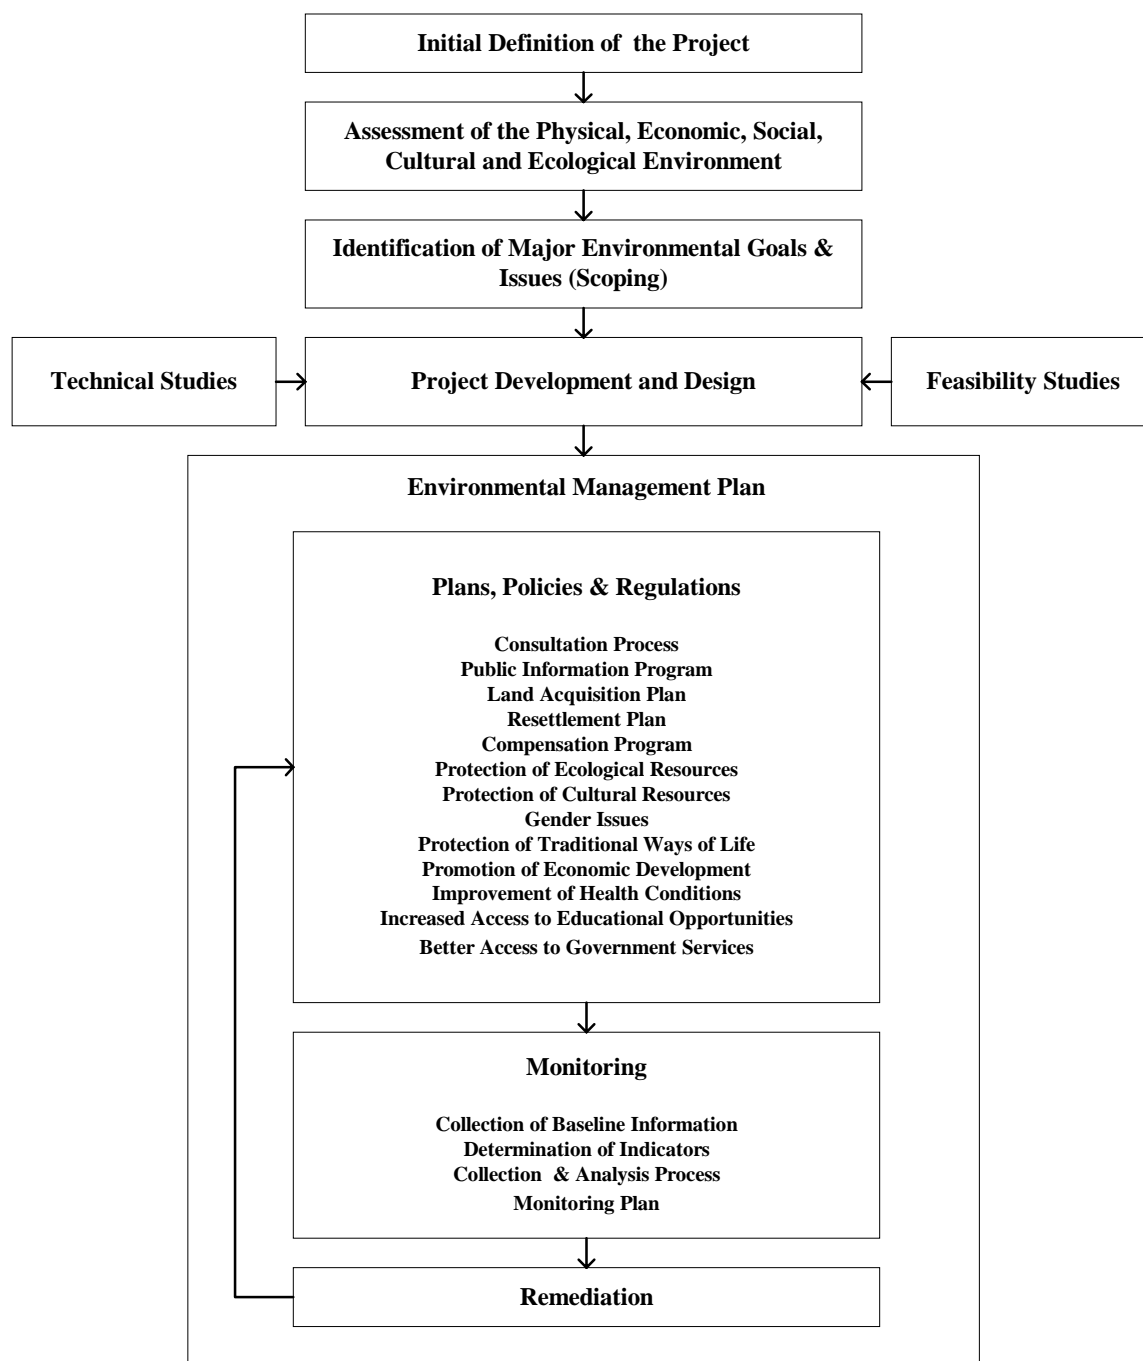 Initial Definition of  the Project
Assessment of the Physical, Economic, Social,
Cultural and Ecological Environment
Identification of Major Environmental Goals &
Issues (Scoping)
Technical Studies
Project Development and Design
Feasibility Studies
Environmental Management Plan
Plans, Policies & Regulations
Consultation Process
Public Information Program
Land Acquisition Plan
Resettlement Plan
Compensation Program
Protection of Ecological Resources
Protection of Cultural Resources
Gender Issues
Protection of Traditional Ways of Life
Promotion of Economic Development
Improvement of Health Conditions
Increased Access to Educational Opportunities
Better Access to Government Services
Monitoring
Collection of Baseline Information
Determination of Indicators
Collection  & Analysis Process
Monitoring Plan
Remediation